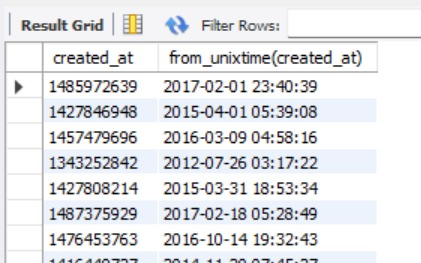 Result Grid Filter Rows:
created_at from_unixtime(created_at)
1485972639 2017-02-01 23:40:39
1427846948 2015-04-01 05:39:08
1457479696 2016-03-09 04:58:16
1343252842 2012-07-26 03:17:22
1427808214 2015-03-31 18:53:34
1487375929 2017-02-18 05:28:49
1476453763 2016-10-14 19:32:43